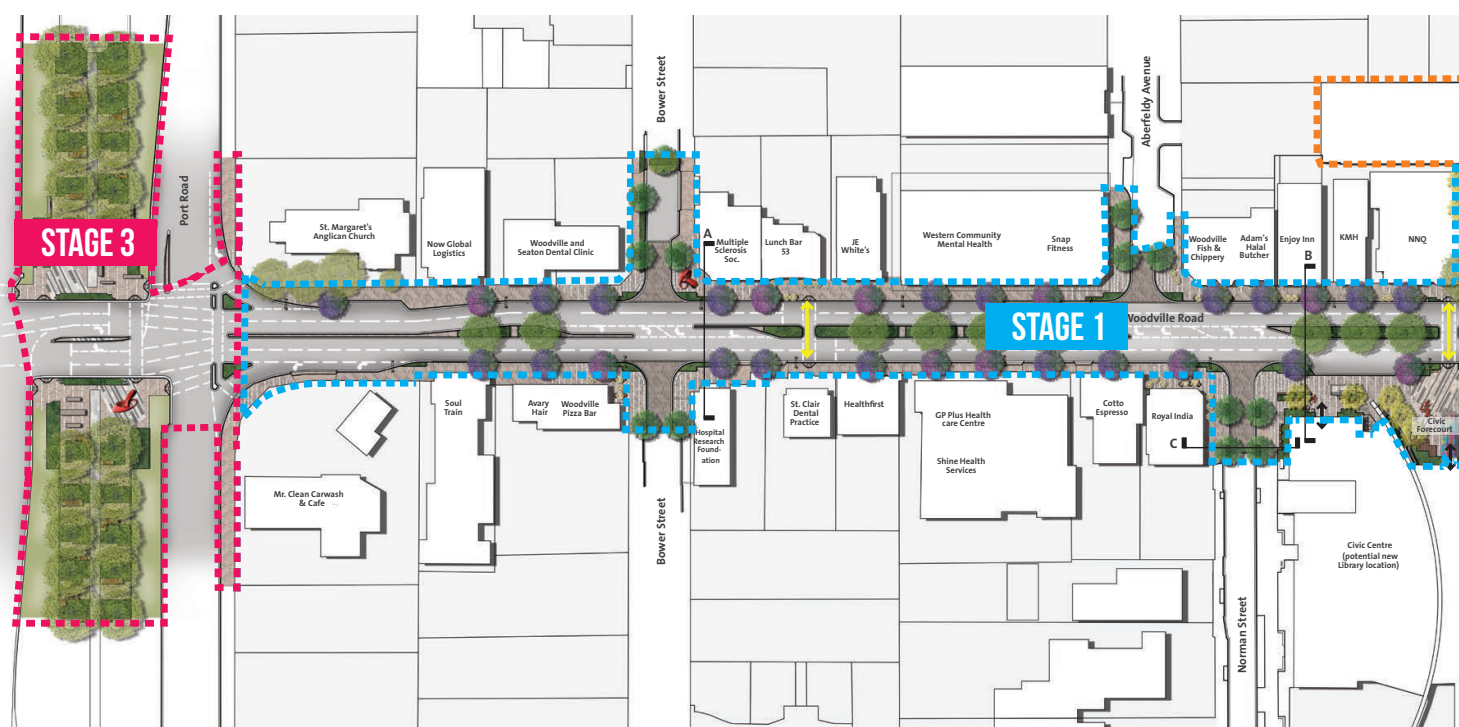 Bower Street
Aberfeldy Avenue
Port Road
STAGE 3
St. Margaret's
Anglican Church
Now Global
Logistics
Woodville and
Seaton Dental Clinic
A
Multiple
Sclerosis
Soc.
Lunch Bar
53
JE
White's
Western Community
Mental Health
Snap
Fitness
Woodville
Fish &
Chippery
Adam's
Halal
Butcher
Enjoy Inn
B
KMH
NNQ
STAGE 1
Woodville Road
Soul
Train
Avary
Hair
Woodville
Pizza Bar
Hospital
Research
Found-
ation
St. Clair
Dental
Practice
Healthfirst
GP Plus Health
care Centre
Shine Health
Services
Cotto
Espresso
Royal India
C
Civic
Forecourt
Mr. Clean Carwash
& Cafe
Bower Street
Norman Street
Civic Centre
(potential new
Library location)